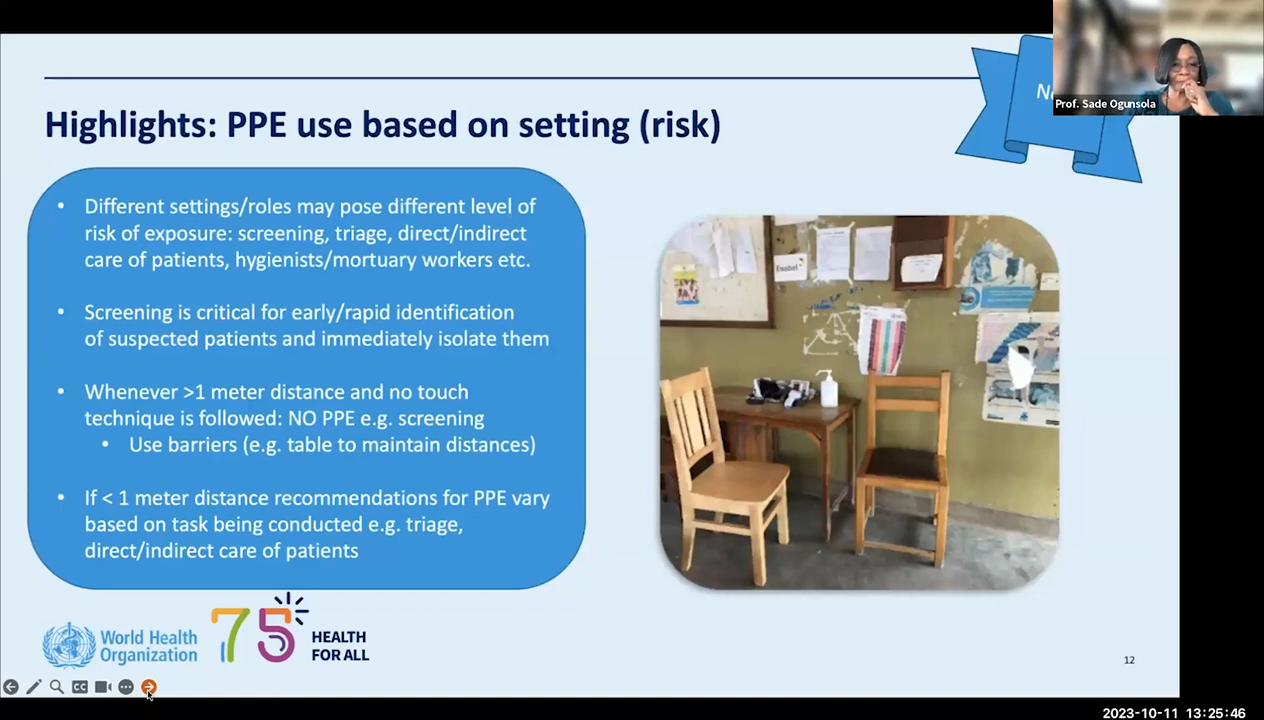 Prof. Sade Ogunsola
Highlights: PPE use based on setting (risk)
• Different settings/roles may pose different level of
risk of exposure: screening, triage, direct/indirect
care of patients, hygienists/mortuary workers etc.
• Screening is critical for early/rapid identification
of suspected patients and immediately isolate them
• Whenever >1 meter distance and no touch
technique is followed: NO PPE e.g. screening
• Use barriers (e.g. table to maintain distances)
• If < 1 meter distance recommendations for PPE vary
based on task being conducted e.g. triage,
direct/indirect care of patients
Enabel
World Health
Organization
75
HEALTH
FOR ALL
12
CC
2023-10-11 13:25:46